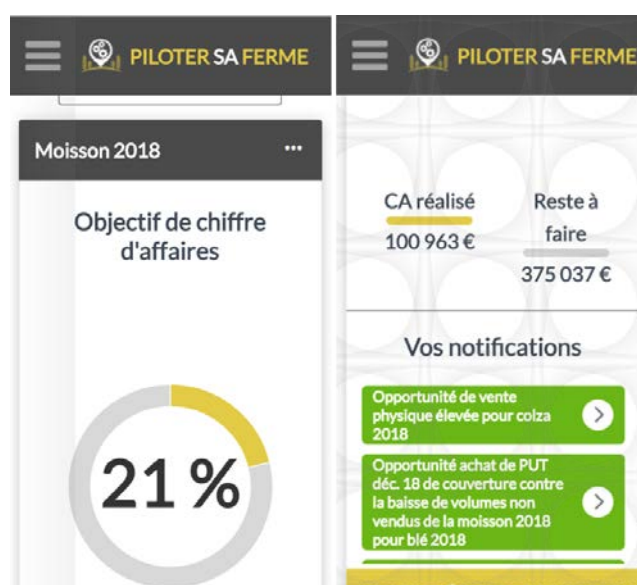 PILOTER SA FERME
Moisson 2018 ...
Objectif de chiffre
d'affaires
21 %
PILOTER SA FERME
CA réalisé
100 963 €
Reste à
faire
375 037 €
Vos notifications
Opportunité de vente
physique élevée pour colza
2018
Opportunité achat de PUT
déc. 18 de couverture contre
la baisse de volumes non
vendus de la moisson 2018
pour blé 2018